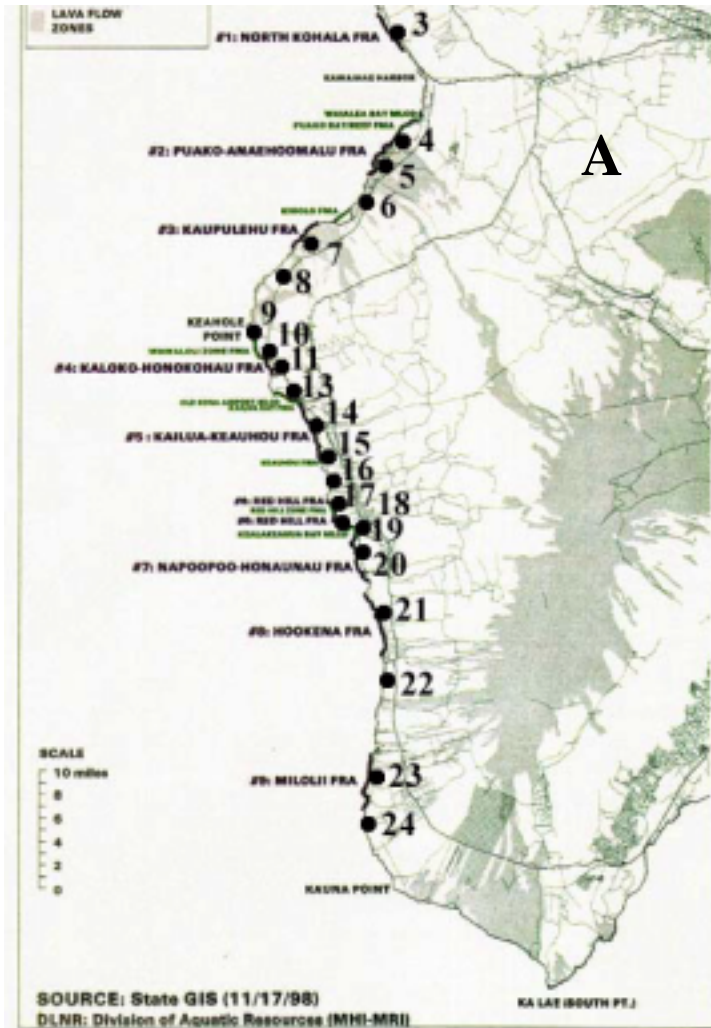 LAVA FLOW
ZONES
3
#1: NORTH KOHALA FRA
KAWAIHAE HARBOR
PUAKO BAY/REEF FMA
4
#2: PUAKO-ANAEHOOMALU FRA
A
5
6
#3: KAUPULEHU FRA
7
8
9
KEAHOLE
POINT
10
11
#4: KALOKO-HONOKOHAU FRA
13
14
#5: KAILUA-KEAUHOU FRA
15
16
17
#6: RED HILL FRA
18
#6: RED HILL FRA
19
20
#7: NAPOOPOO-HONAUNAU FRA
21
#8: HOOKENA FRA
22
SCALE
10 miles
8
6
4
2
0
#9: MILOLII FRA
23
24
KAUNA POINT
SOURCE: State GIS (11/17/98)
DLNR: Division of Aquatic Resources (MHI-MRI)
KA LAE (SOUTH PT.)